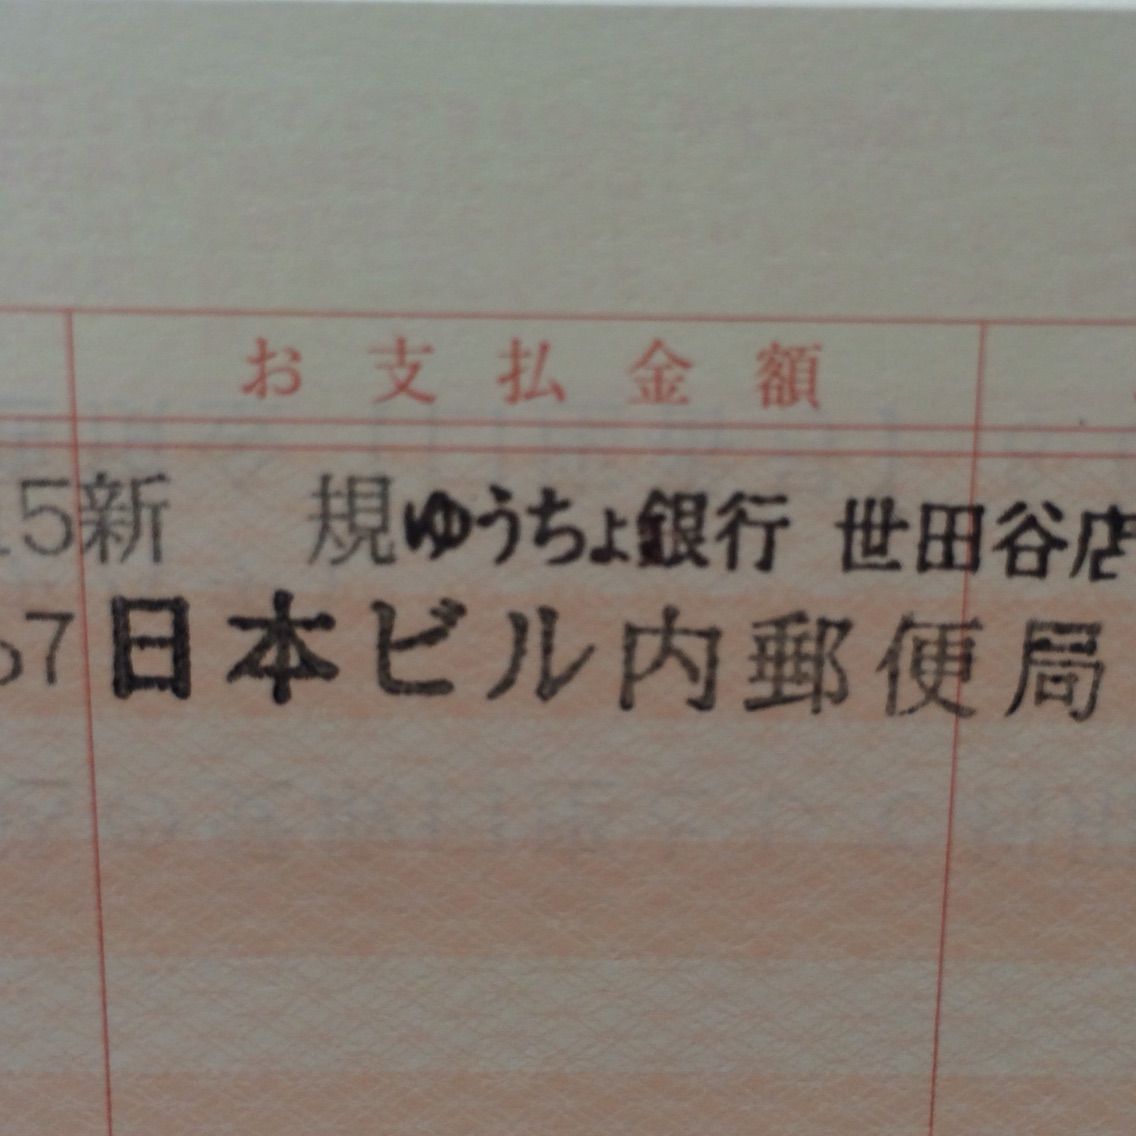 お支払金額
15新 規ゆうちょ銀行 世田谷店
7日本ビル内郵便局